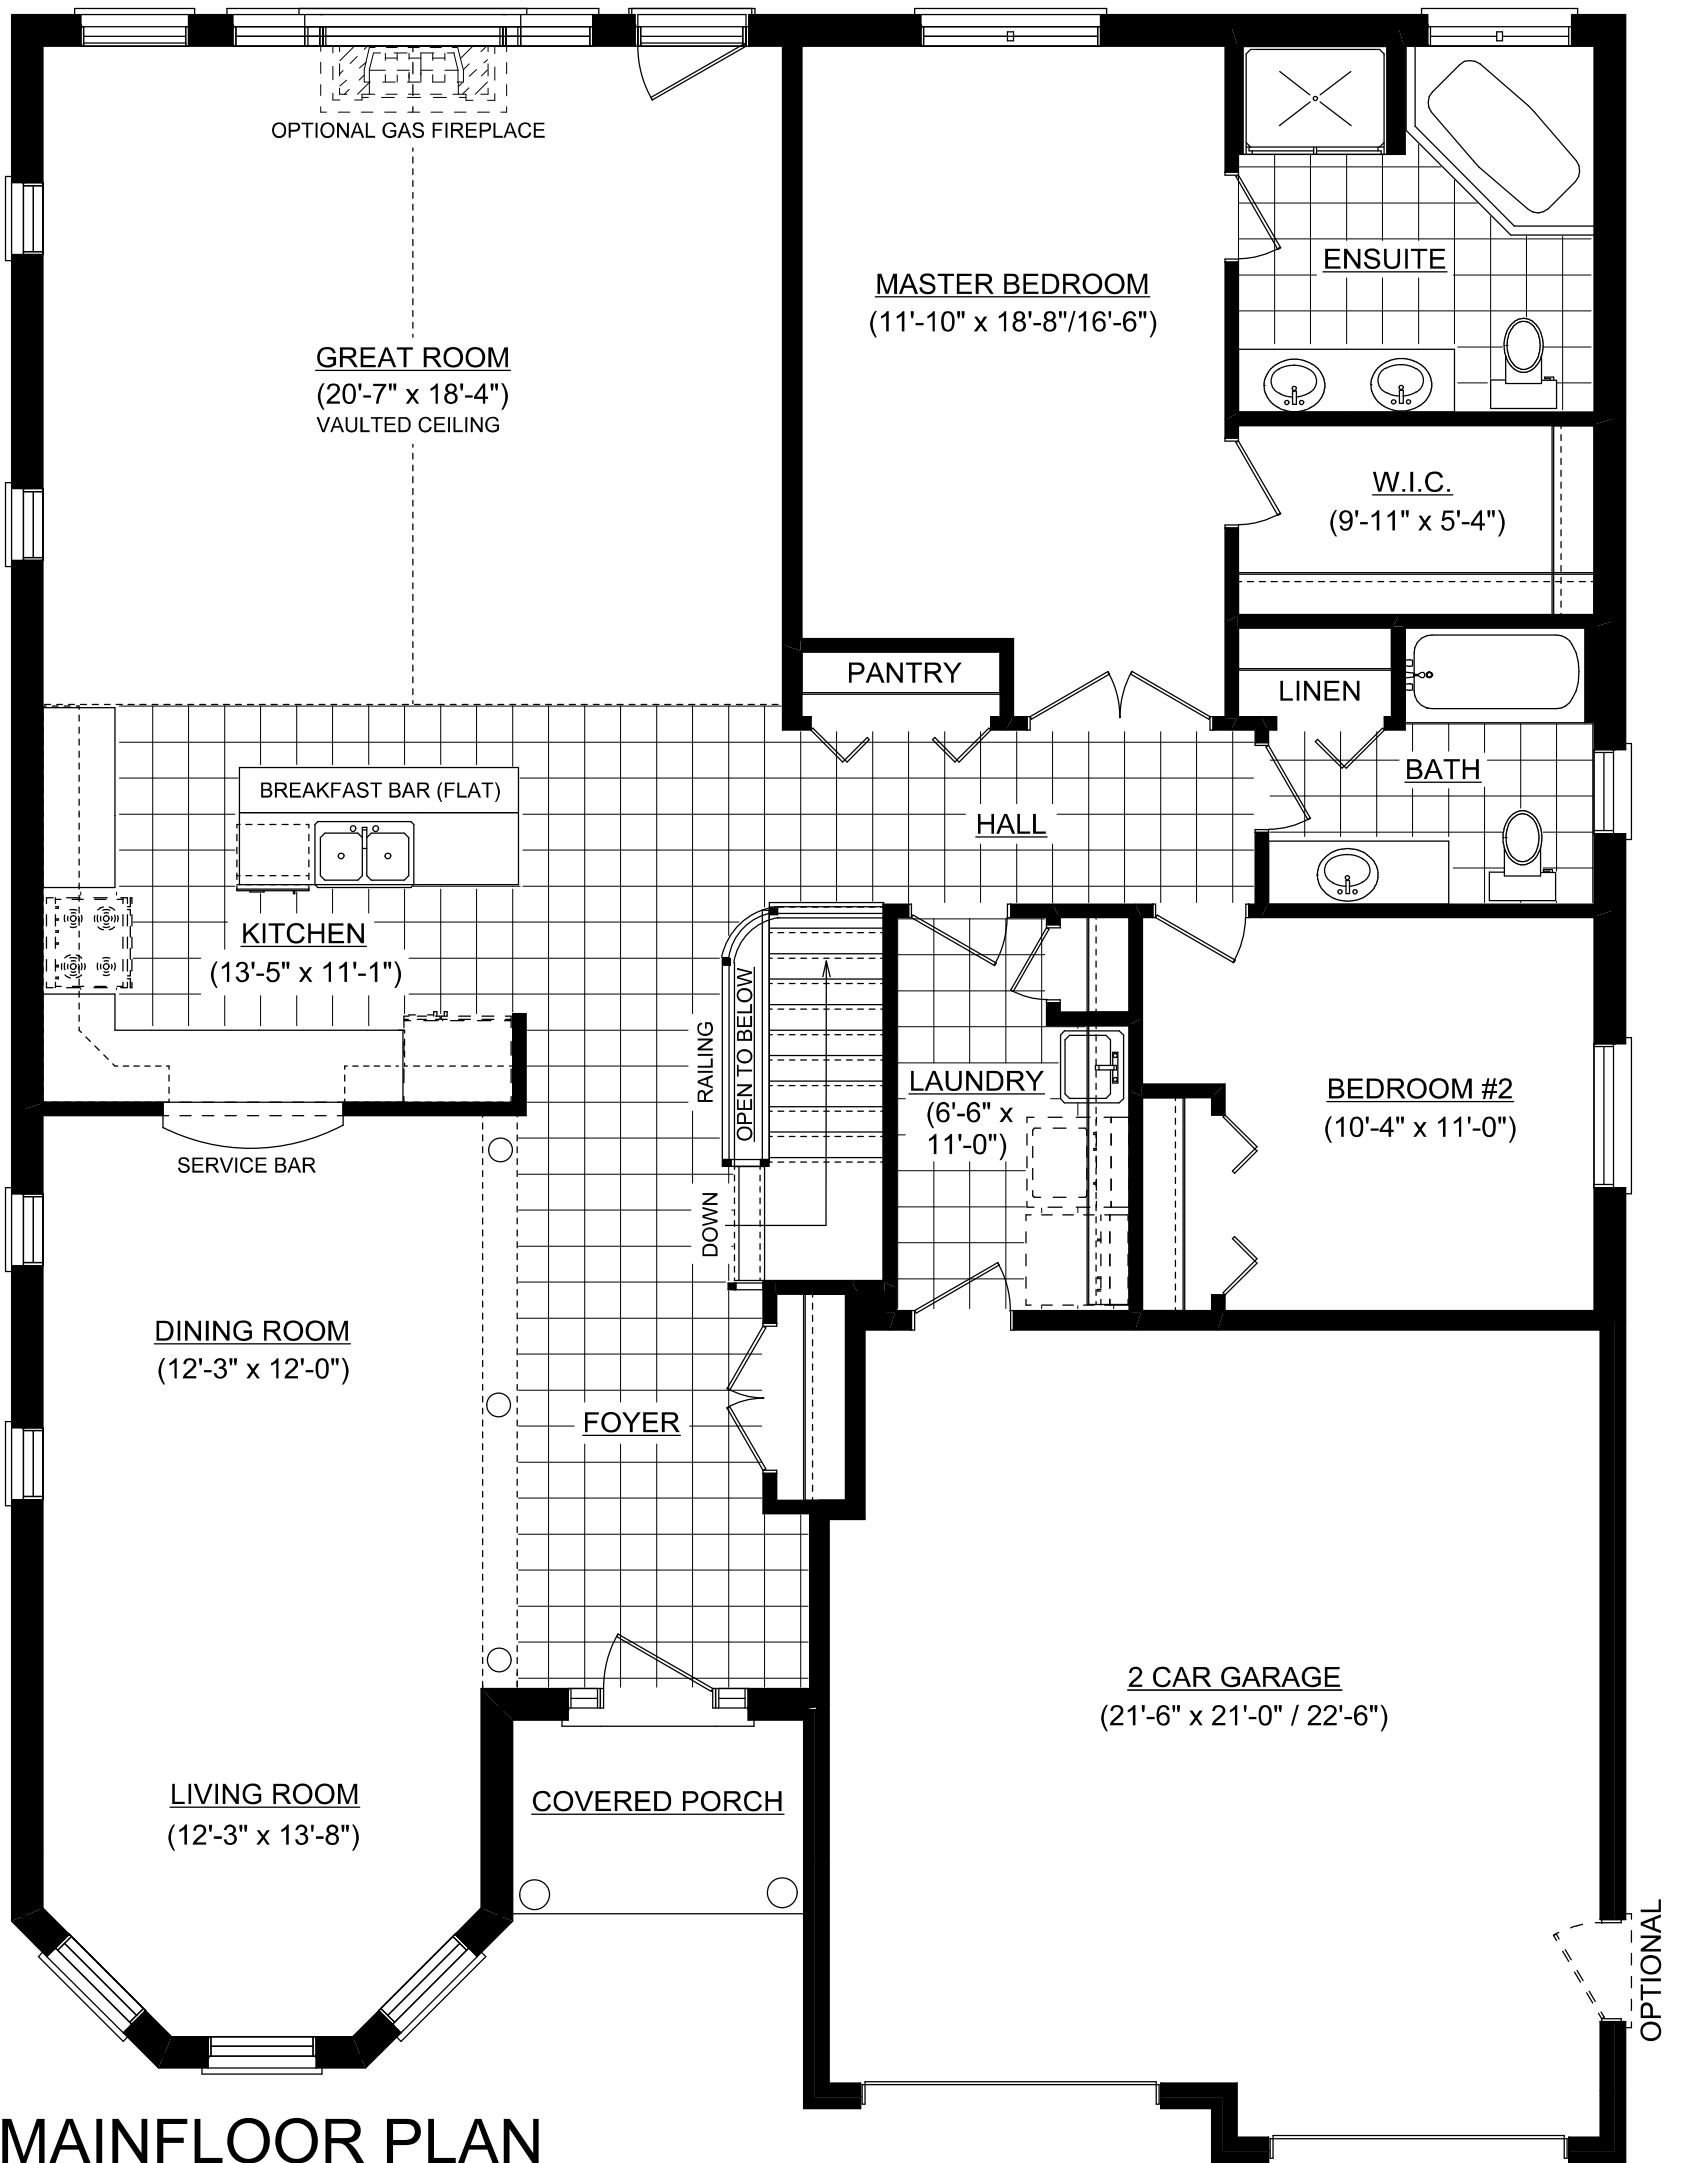 OPTIONAL GAS FIREPLACE
GREAT ROOM
(20'-7" x 18'-4")
VAULTED CEILING
MASTER BEDROOM
(11'-10" x 18'-8"/16'-6")
ENSUITE
W.I.C.
(9'-11" x 5'-4")
PANTRY
LINEN
BATH
BREAKFAST BAR (FLAT)
HALL
KITCHEN
(13'-5" x 11'-1")
RAILING
OPEN TO BELOW
DOWN
LAUNDRY
(6'-6" x
11'-0")
BEDROOM #2
(10'-4" x 11'-0")
SERVICE BAR
DINING ROOM
(12'-3" x 12'-0")
FOYER
2 CAR GARAGE
(21'-6" x 21'-0" / 22'-6")
LIVING ROOM
(12'-3" x 13'-8")
COVERED PORCH
OPTIONAL
MAINFLOOR PLAN